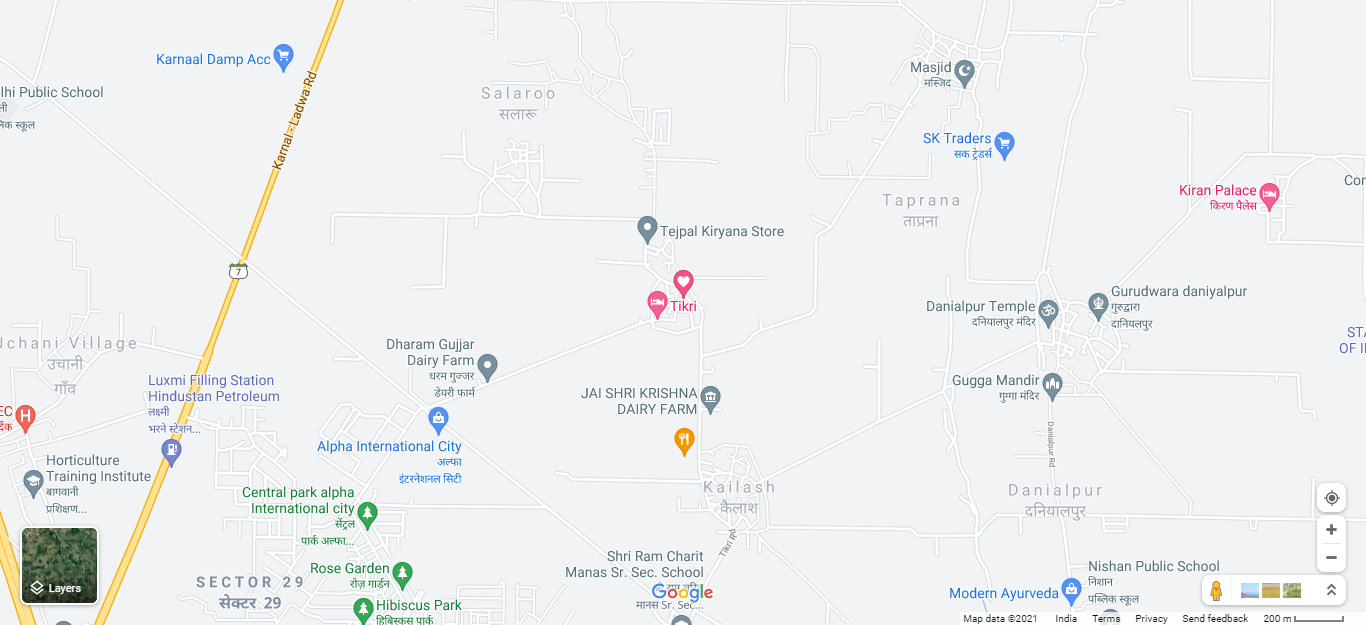 Karnaal Damp Acc
Masjid
मस्जिद
Salaroo
सलारू
lhi Public School
ली
लिक स्कूल
Karnal - Ladwa Rd
SK Traders
सक ट्रेडर्स
Kiran Palace
किरण पैलेस
Con
Taprana
ताप्रना
Tejpal Kiryana Store
7
Tikri
Danialpur Temple
दनियालपुर मंदिर
Gurudwara daniyalpur
गुरुद्वारा
दानियलपुर
STA
OF I
Uchani Village
उचानी
गाँव
Dharam Gujjar
Dairy Farm
धरम गुज्जर
डेयरी फार्म
Luxmi Filling Station
Hindustan Petroleum
लक्ष्मी
भरने स्टेशन...
JAI SHRI KRISHNA
DAIRY FARM
Gugga Mandir
गुग्गा मंदिर
EC
र्दिक
H
Alpha International City
अल्फा
इंटरनेशनल सिटी
Danialpur Rd
Horticulture
Training Institute
बागवानी
प्रशिक्षण...
Kailash
कैलाश
Danialpur
दनियालपुर
Central park alpha
International city
सेंट्रल
पार्क अल्फा...
Tikri Rd
Shri Ram Charit
Manas Sr. Sec. School
मानस Sr. Sec...
Rose Garden
रोज़ गार्डन
SECTOR 29
सेक्टर 29
Hibiscus Park
हिबिस्कस पार्क
Nishan Public School
निशान
पब्लिक स्कूल
Modern Ayurveda
Layers
Google
Map data ©2021 India Terms Privacy Send feedback 200 m